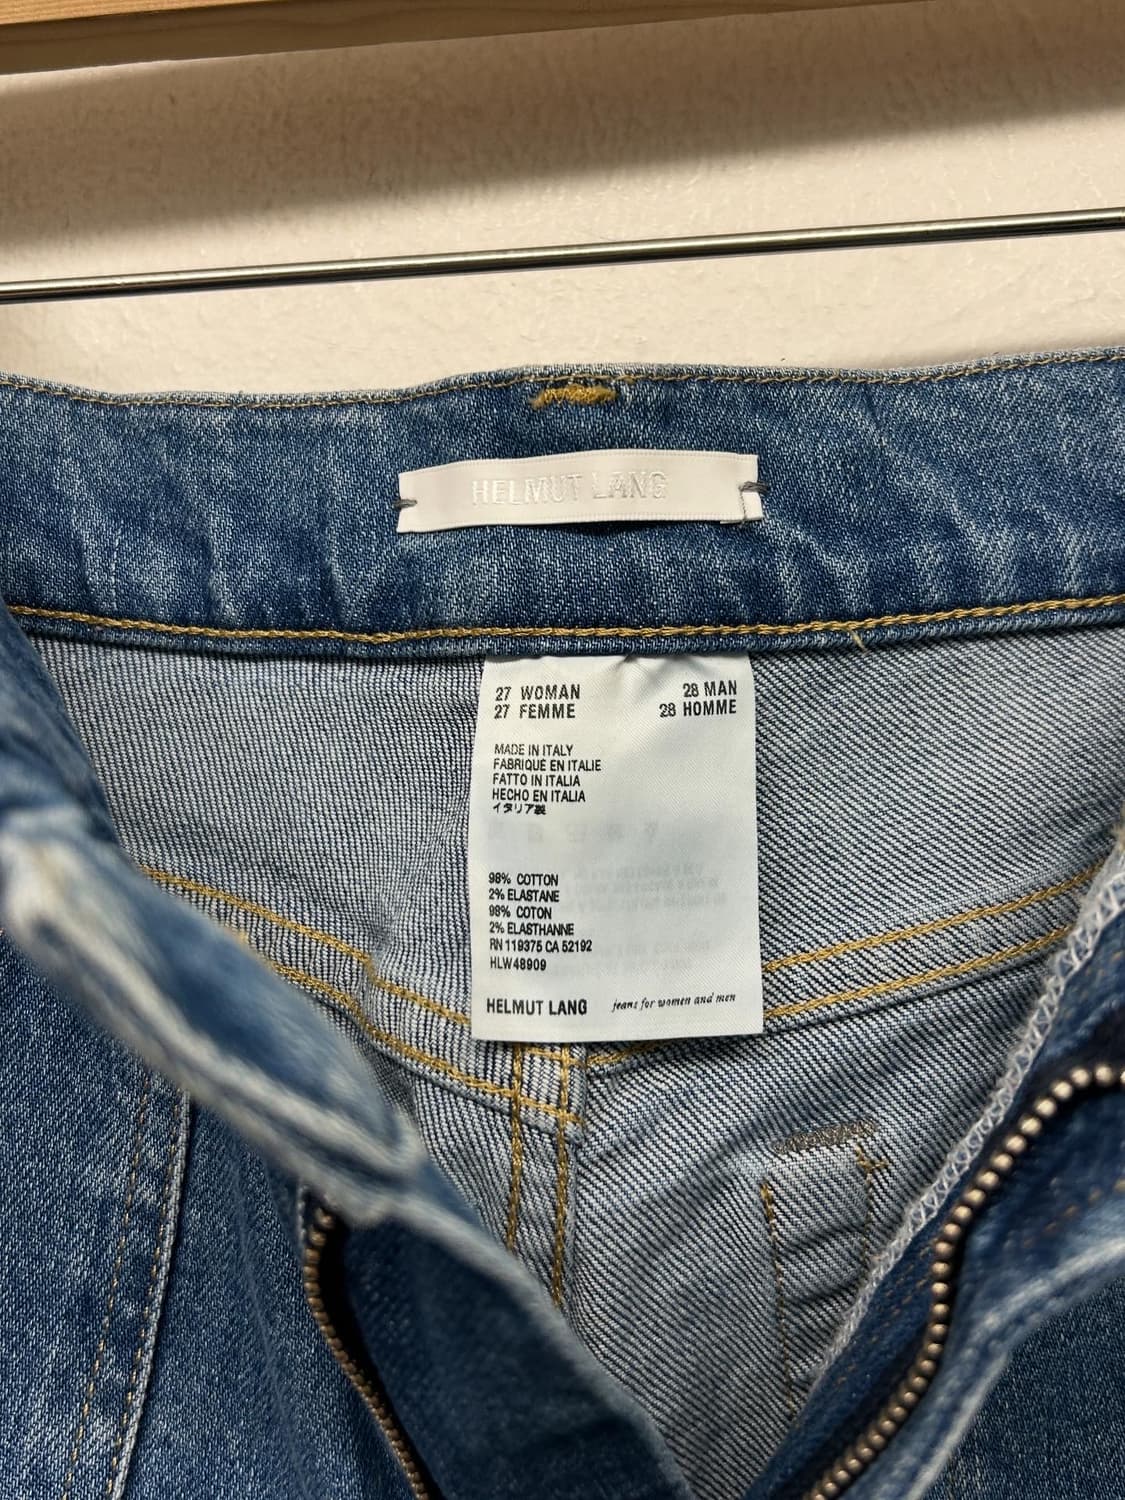 HELMUT LANG
27 WOMAN 28 MAN
27 FEMME 28 HOMME
MADE IN ITALY
FABRIQUÉ EN ITALIE
FATTO IN ITALIA
HECHO EN ITALIA
イタリア製
98% COTTON
2% ELASTANE
98% COTON
2% ELASTHANNE
RN 119375 CA 52192
HLW48909
HELMUT LANG jeans for women and men